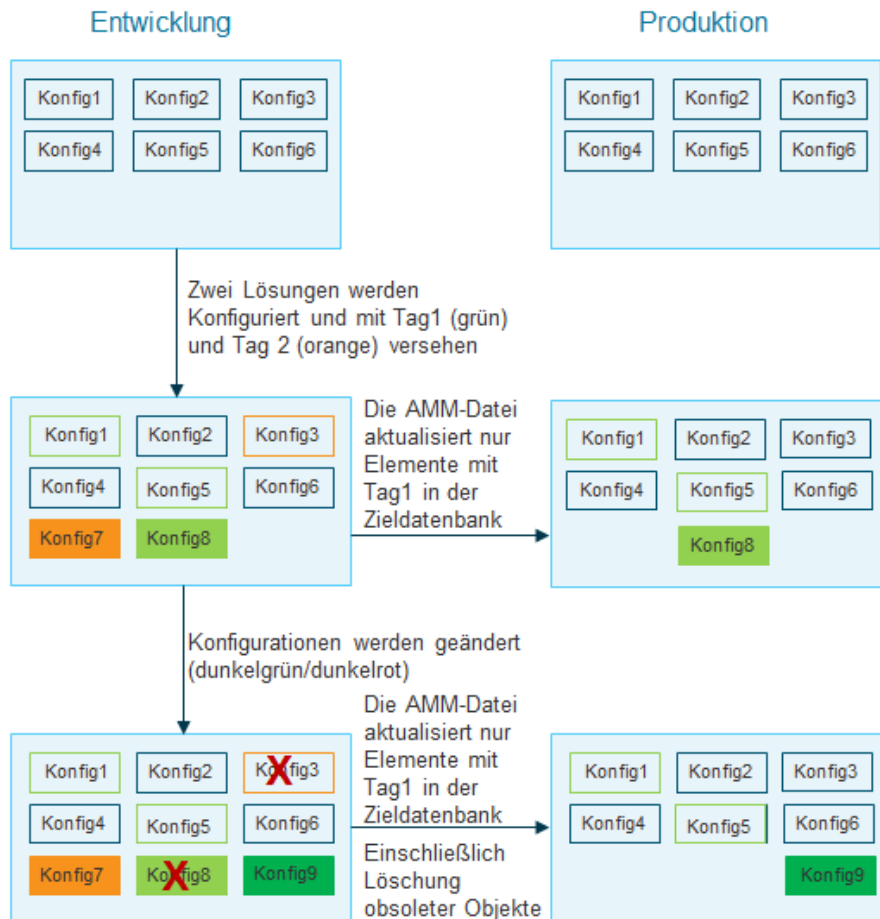 Entwicklung
Produktion
Konfig1 Konfig2 Konfig3
Konfig4 Konfig5 Konfig6
Konfig1 Konfig2 Konfig3
Konfig4 Konfig5 Konfig6
Zwei Lösungen werden
Konfiguriert und mit Tag1 (grün)
und Tag 2 (orange) versehen
Konfig1 Konfig2 Konfig3
Konfig4 Konfig5 Konfig6
Konfig7 Konfig8
Die AMM-Datei
aktualisiert nur
Elemente mit
Tag1 in der
Zieldatenbank
Konfig1 Konfig2 Konfig3
Konfig4 Konfig5 Konfig6
Konfig8
Konfigurationen werden geändert
(dunkelgrün/dunkelrot)
Konfig1 Konfig2 Konfig3
Konfig4 Konfig5 Konfig6
Konfig7 Konfig8 Konfig9
Die AMM-Datei
aktualisiert nur
Elemente mit
Tag1 in der
Zieldatenbank
Einschließlich
Löschung
obsoleter Objekte
Konfig1 Konfig2 Konfig3
Konfig4 Konfig5 Konfig6
Konfig9